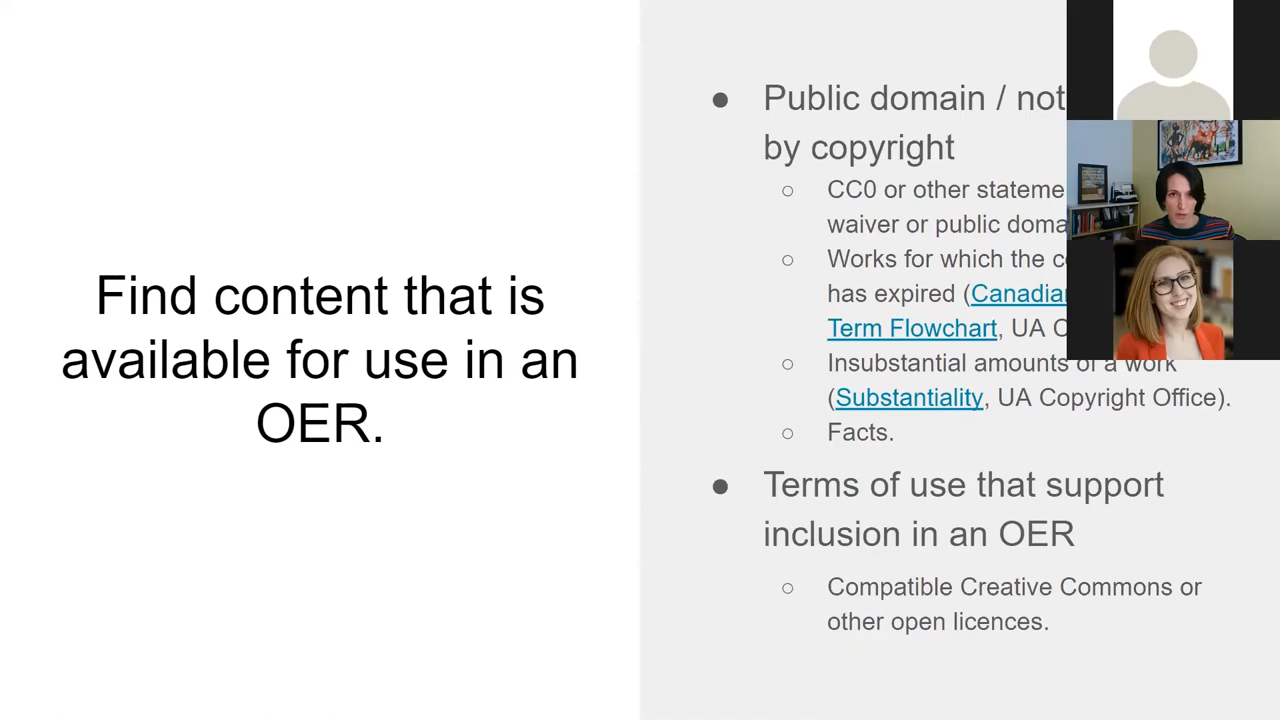 Find content that is
available for use in an
OER.
● Public domain / not
by copyright
○ CC0 or other
waiver or public
○ Works for which the
has expired (Canadian
Term Flowchart, UA
○ Insubstantial amounts of a work
(Substantiality, UA Copyright Office).
○ Facts.
● Terms of use that support
inclusion in an OER
○ Compatible Creative Commons or
other open licences.